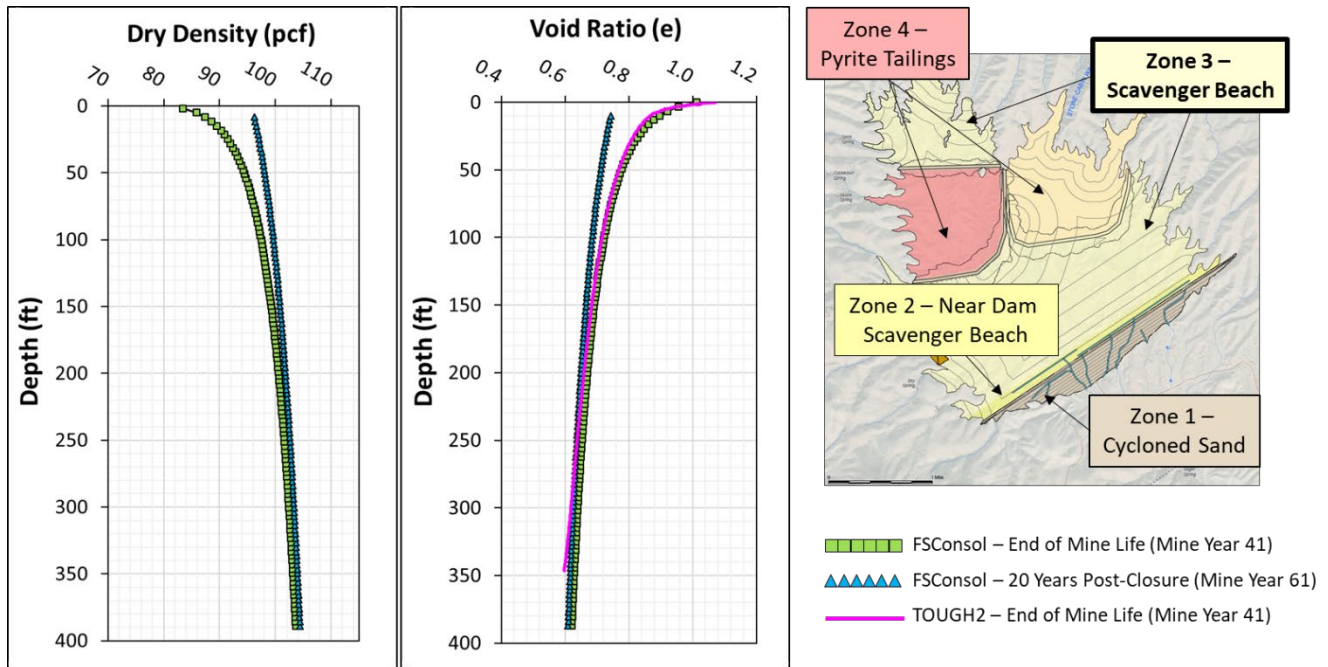 Dry Density (pcf)
70
80
90
100
110
0
50
100
150
200
250
300
350
400
Depth (ft)
Void Ratio (e)
0.4
0.6
0.8
1.0
1.2
0
50
100
150
200
250
300
350
400
Depth (ft)
Zone 4 –
Pyrite Tailings
Zone 3 –
Scavenger Beach
Zone 2 – Near Dam
Scavenger Beach
Zone 1 –
Cycloned Sand
0
1 Mile
FSConsol – End of Mine Life (Mine Year 41)
FSConsol – 20 Years Post-Closure (Mine Year 61)
TOUGH2 – End of Mine Life (Mine Year 41)